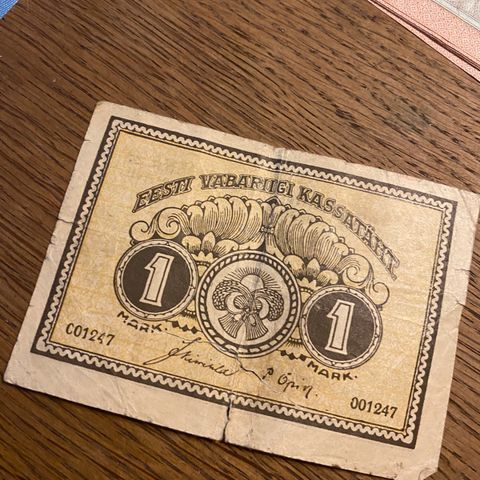 EESTI VABARIIGI KASSATÄHT
1 1
MARK. MARK.
001247 001247